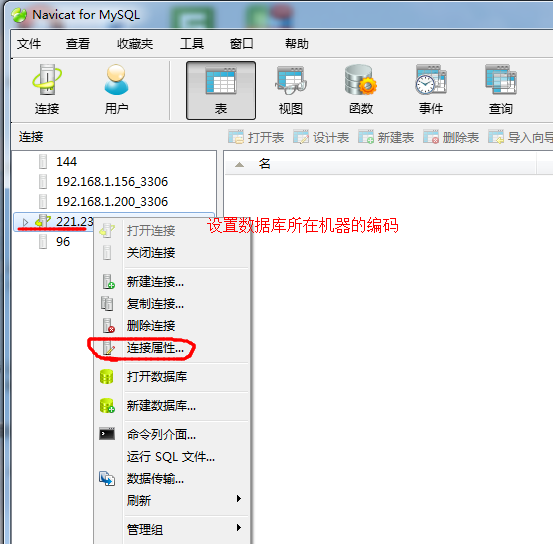 Navicat for MySQL
文件 查看 收藏夹 工具 窗口 帮助
连接 用户 表 视图 函数 事件 查询
连接 打开表 设计表 新建表 删除表 导入向导
名
144
192.168.1.156_3306
192.168.1.200_3306
221.23
设置数据库所在机器的编码
96
打开连接
关闭连接
新建连接...
复制连接...
删除连接
连接属性...
打开数据库
新建数据库...
命令列介面...
运行 SQL 文件...
数据传输...
刷新
管理组